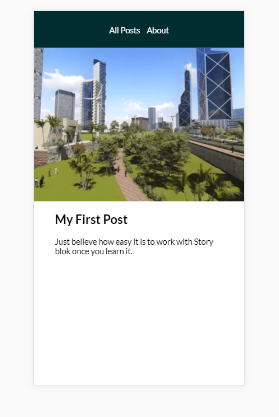 All Posts About
My First Post
Just believe how easy it is to work with Story
blok once you learn it.